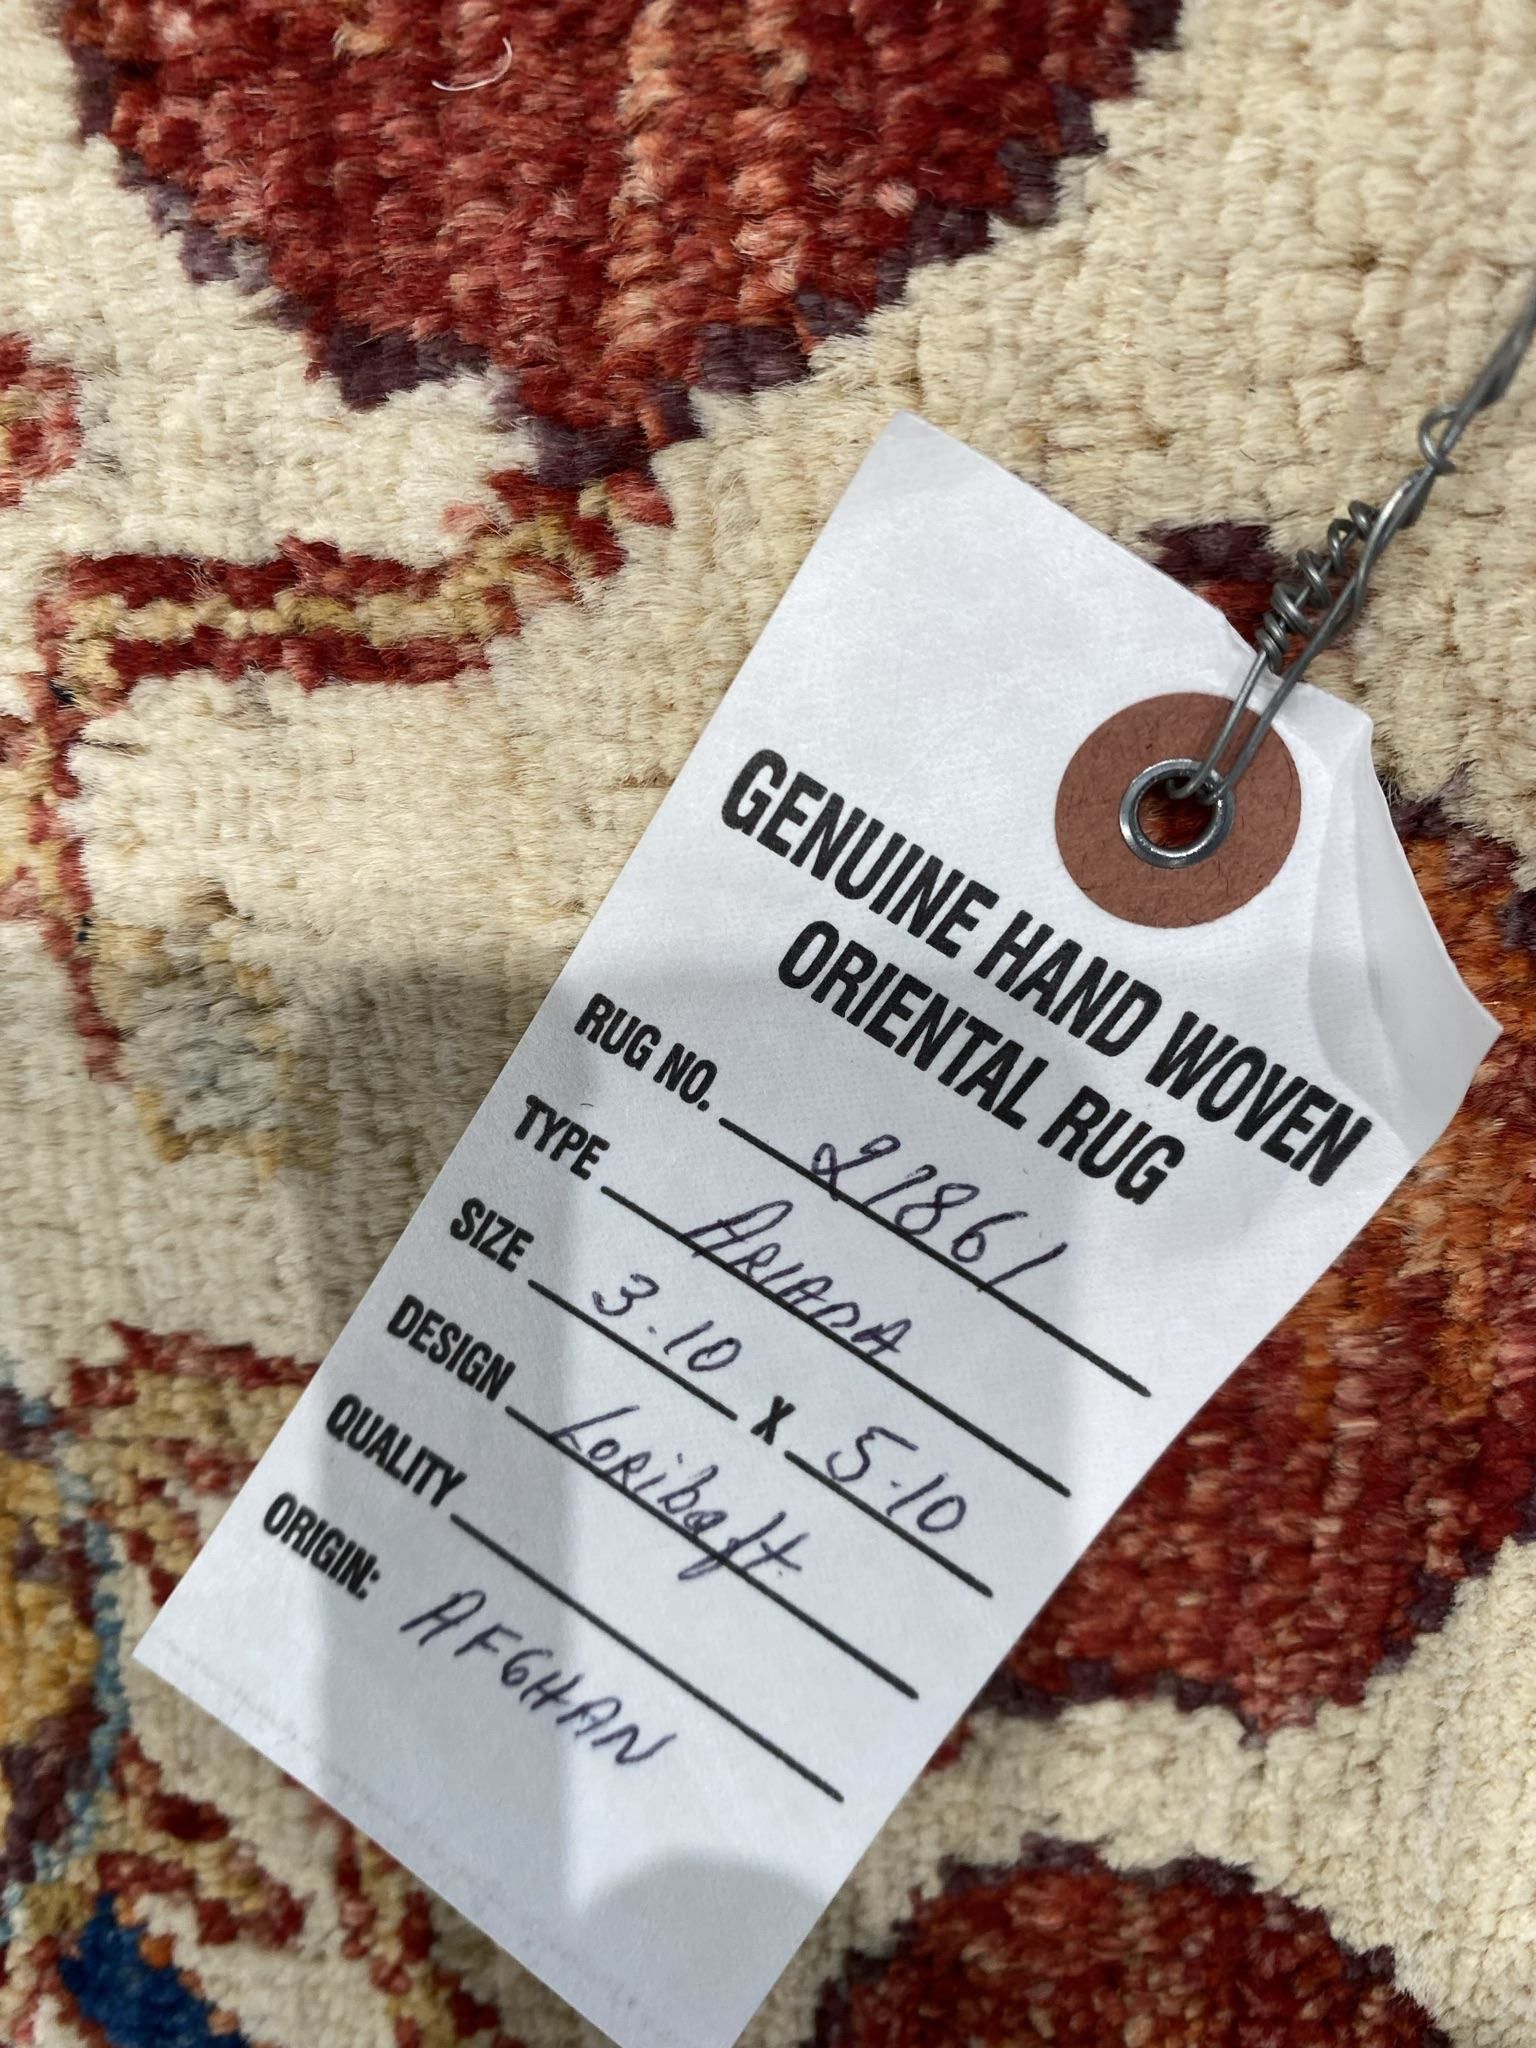 GENUINE HAND WOVEN
ORIENTAL RUG
RUG NO. 21861
TYPE ARIANA
SIZE 3.10 X 5.10
DESIGN Loribaft.
QUALITY
ORIGIN: AFGHAN